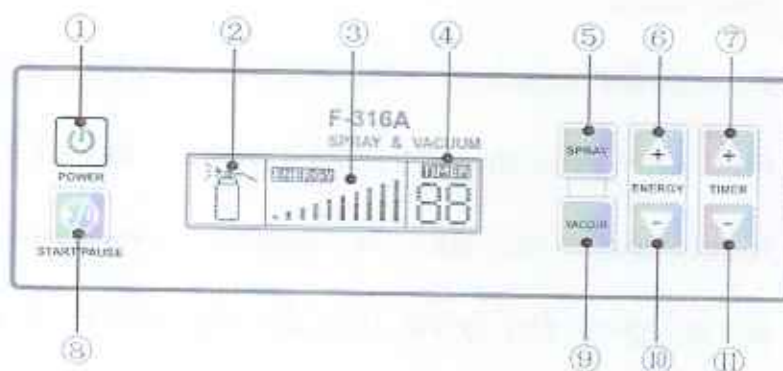 ① ② ③ ④ ⑤ ⑥ ⑦
F-316A
SPRAY & VACUUM
ENERGY
TIMER
88
SPRAY
+
+
POWER
ENERGY
TIMER
VACUUM
-
-
START/PAUSE
⑧ ⑨ ⑩ ⑪